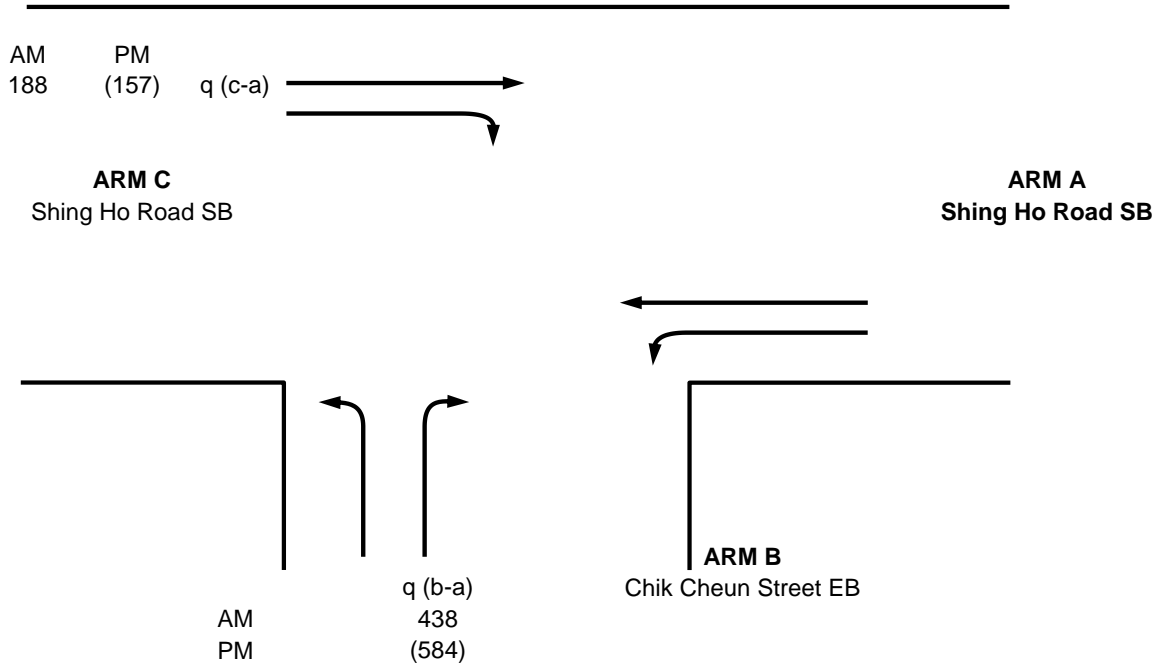 AM PM
188 (157) q (c-a)
ARM C
Shing Ho Road SB
ARM A
Shing Ho Road SB
ARM B
Chik Cheun Street EB
q (b-a)
AM 438
PM (584)